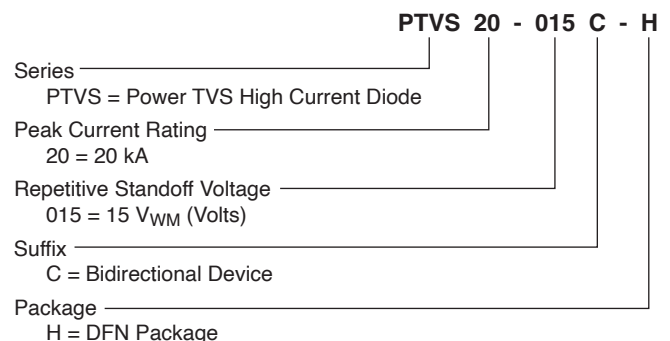 PTVS 20 - 015 C - H
Series
PTVS = Power TVS High Current Diode
Peak Current Rating
20 = 20 kA
Repetitive Standoff Voltage
015 = 15 VWM (Volts)
Suffix
C = Bidirectional Device
Package
H = DFN Package